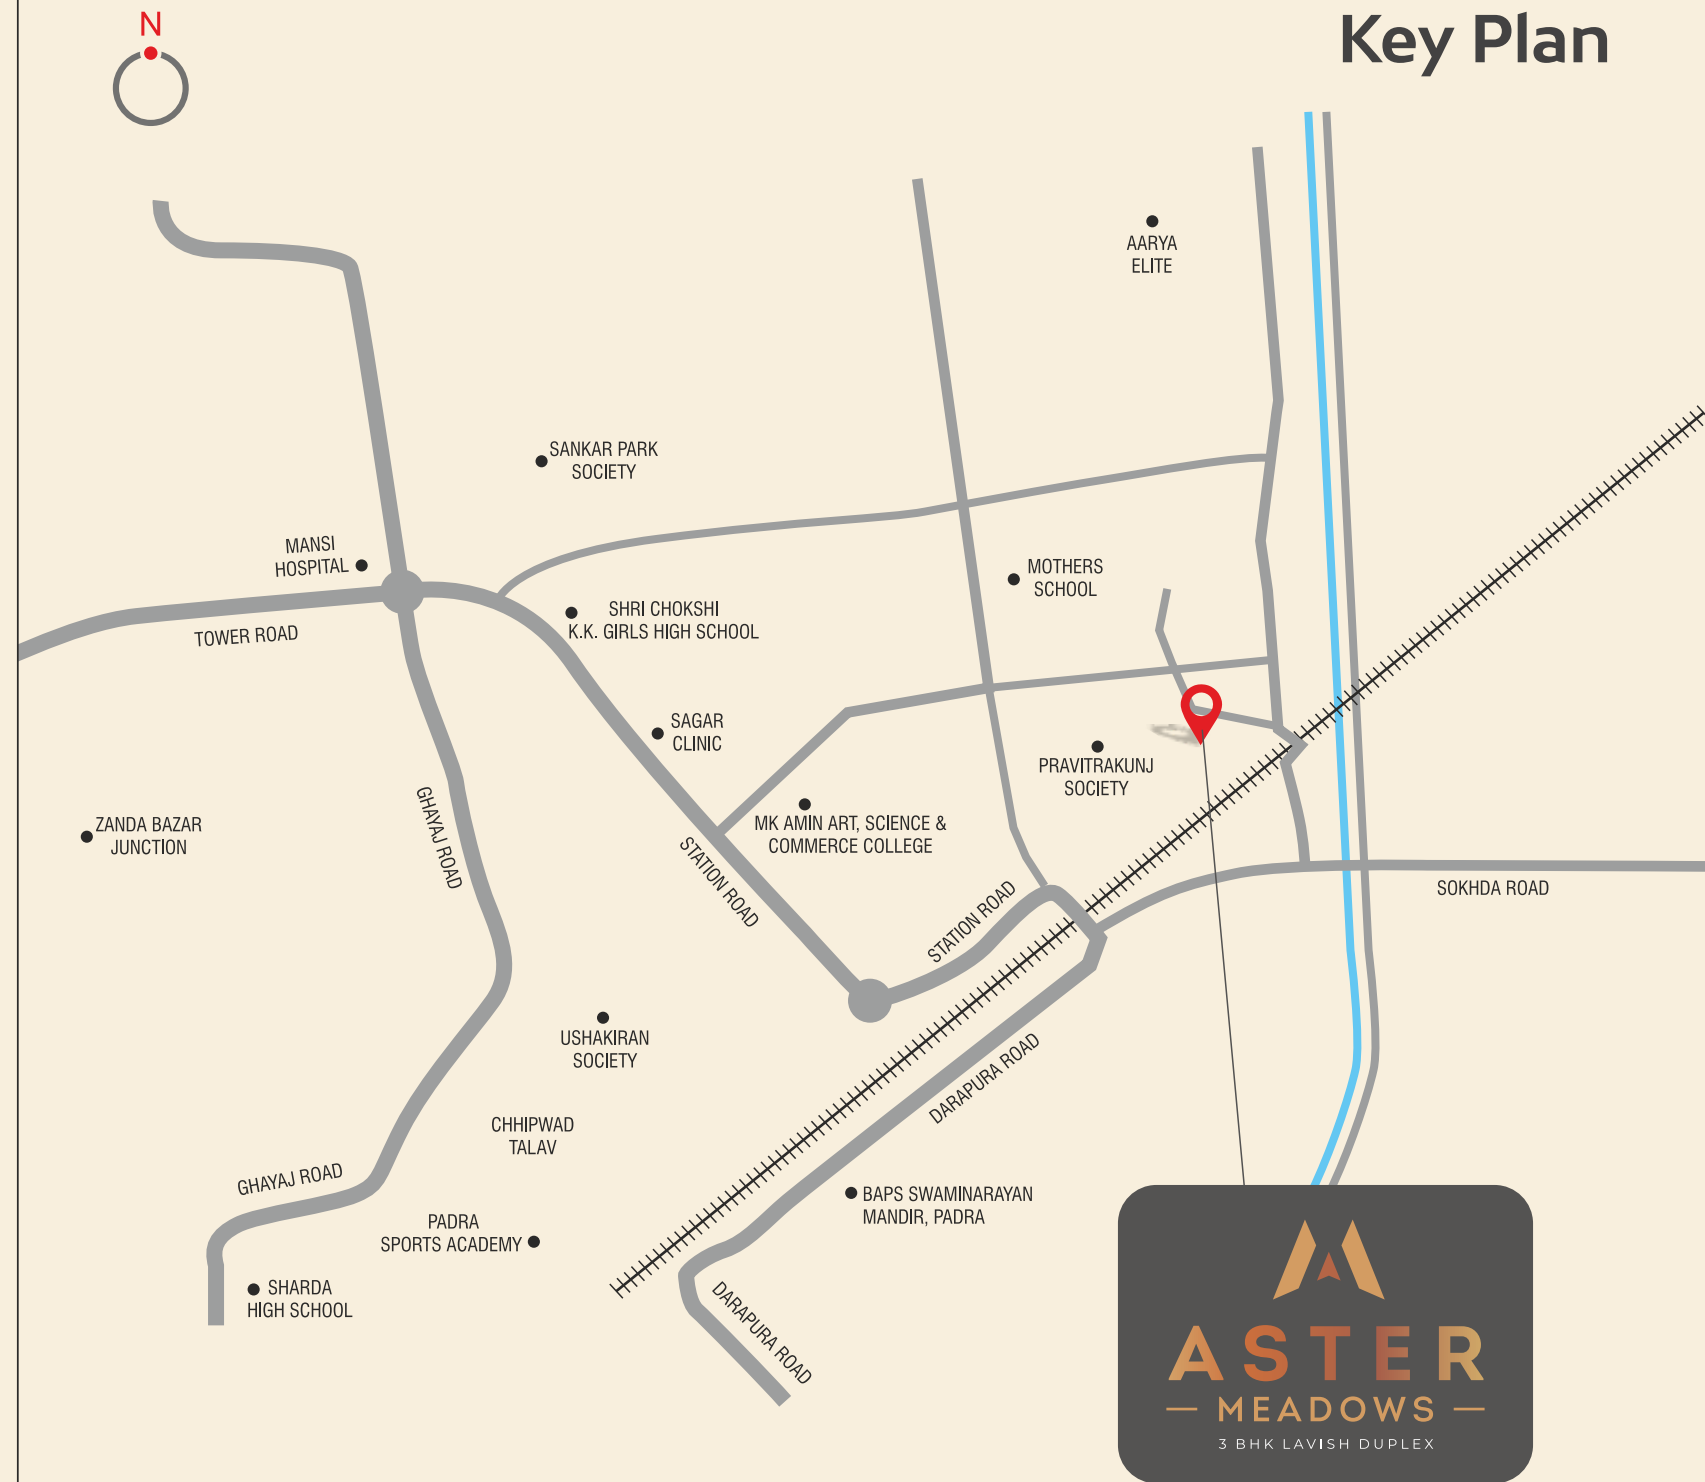 N
Key Plan
AARYA
ELITE
SANKAR PARK
SOCIETY
MANSI
HOSPITAL
MOTHERS
SCHOOL
SHRI CHOKSHI
K.K. GIRLS HIGH SCHOOL
TOWER ROAD
SAGAR
CLINIC
PRAVITRAKUNJ
SOCIETY
GHAYAJ ROAD
ZANDA BAZAR
JUNCTION
MK AMIN ART, SCIENCE &
COMMERCE COLLEGE
STATION ROAD
STATION ROAD
SOKHDA ROAD
USHAKIRAN
SOCIETY
DARAPURA ROAD
CHHIPWAD
TALAV
GHAYAJ ROAD
BAPS SWAMINARAYAN
MANDIR, PADRA
PADRA
SPORTS ACADEMY
SHARDA
HIGH SCHOOL
DARAPURA ROAD
ASTER
MEADOWS
3 BHK LAVISH DUPLEX